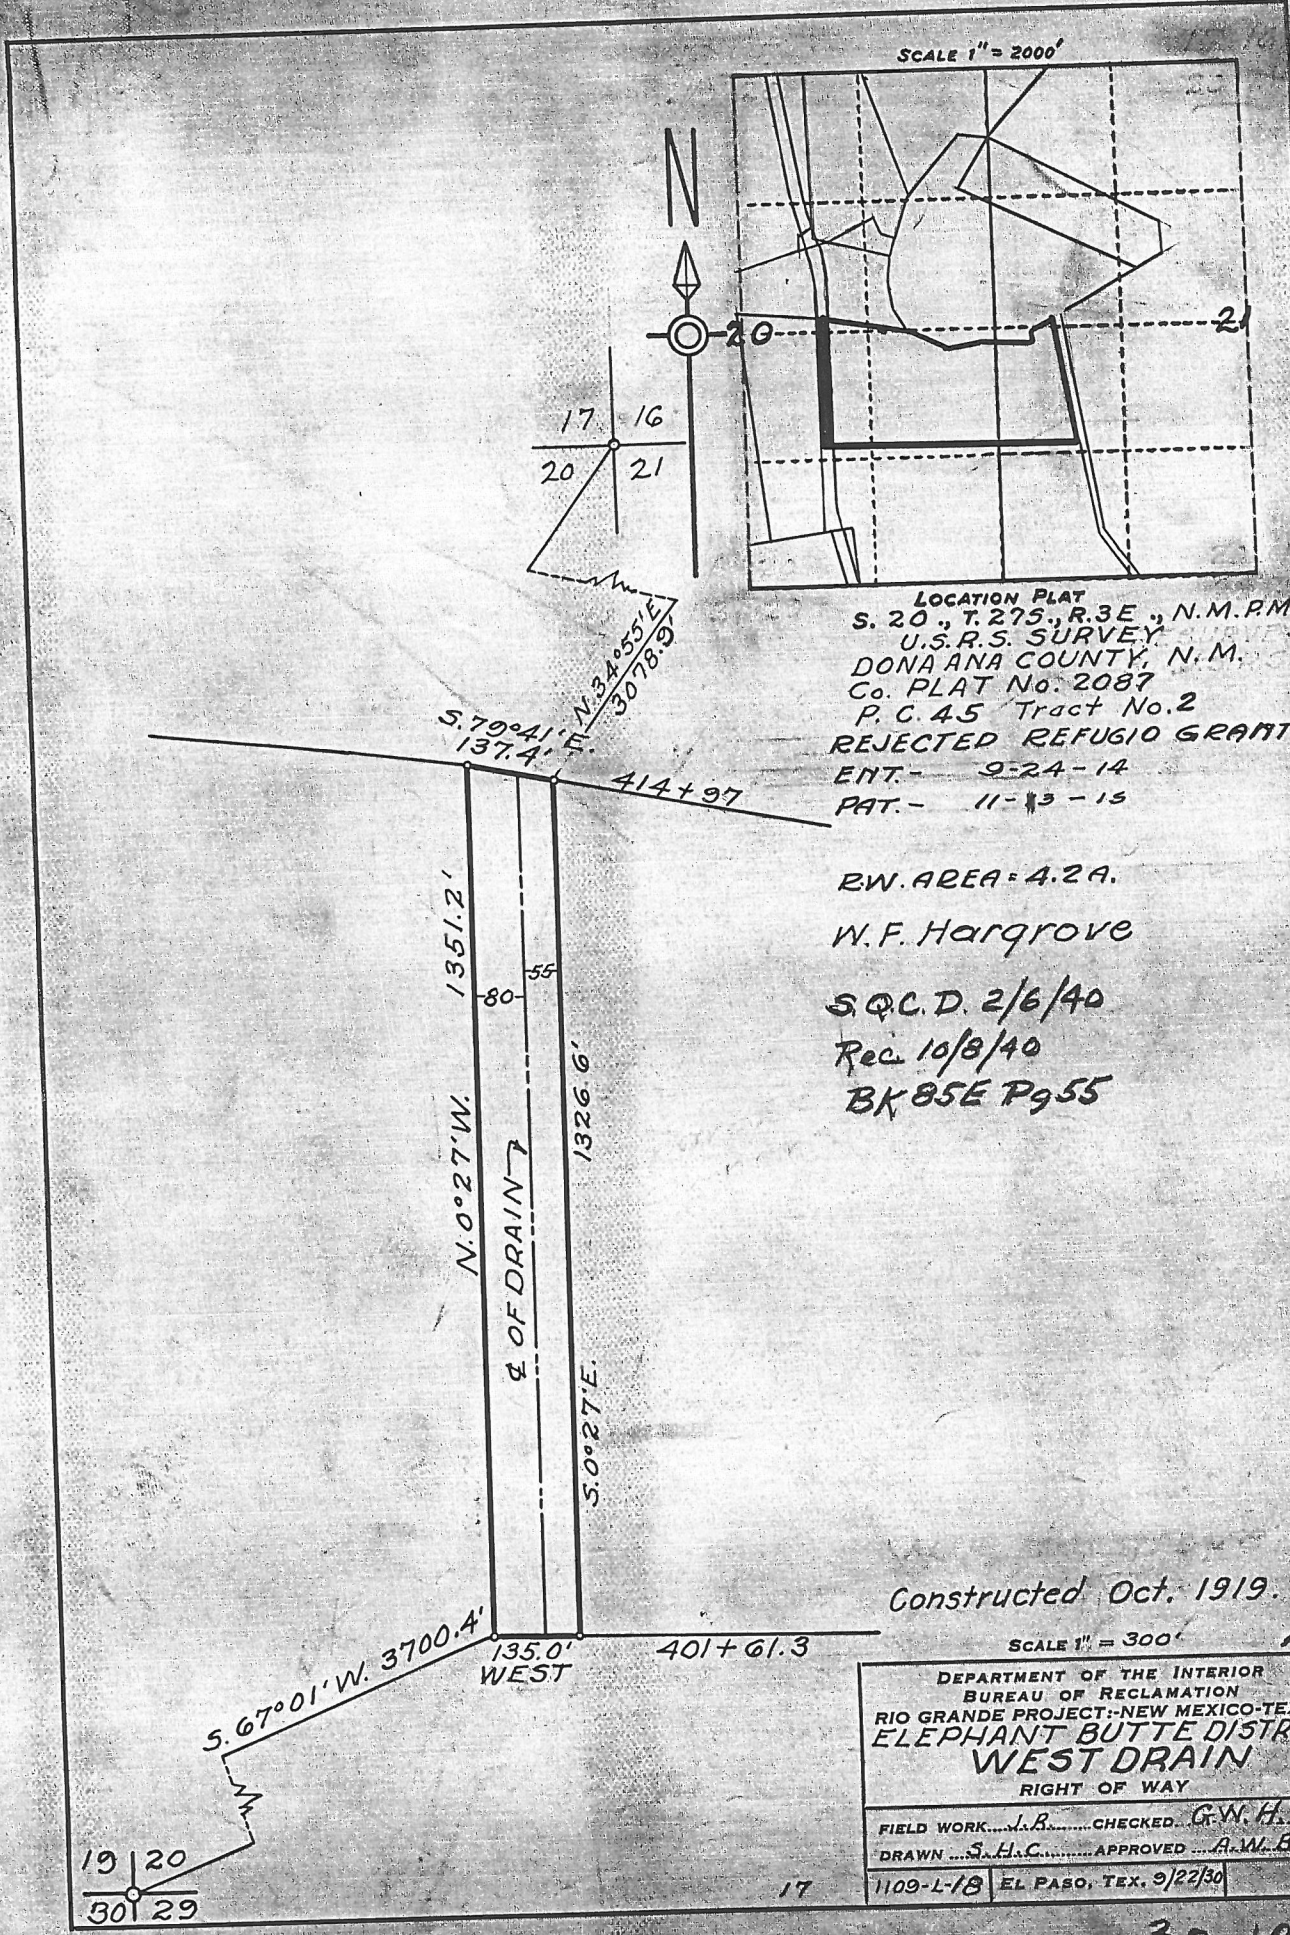 SCALE 1" = 2000'
N
20
21
17 16
20 21
LOCATION PLAT
S. 20., T. 27S., R. 3E., N.M.P.M
U.S.R.S. SURVEY
DONA ANA COUNTY, N.M.
Co. PLAT No. 2087
P. C. 45 Tract No. 2
REJECTED REFUGIO GRANT
ENT.- 9-24-14
PAT.- 11-13-15
N. 34°55'E.
3078.9'
S. 79°41'E.
137.4'
414+97
R.W. AREA = 4.2 A.
W.F. Hargrove
S.Q.C.D. 2/6/40
Rec. 10/8/40
BK 85E Pg 55
1351.2'
N. 0°27'W.
80
55
1326.6'
S. 0°27'E.
℄ OF DRAIN
Constructed Oct. 1919.
135.0'
WEST
401+61.3
S. 67°01'W. 3700.4'
19 20
30 29
17
SCALE 1" = 300'
DEPARTMENT OF THE INTERIOR
BUREAU OF RECLAMATION
RIO GRANDE PROJECT:-NEW MEXICO-TE
ELEPHANT BUTTE DISTR
WEST DRAIN
RIGHT OF WAY
FIELD WORK....J.R......CHECKED..G.W.H.
DRAWN....S.H.C.......APPROVED....A.W.B
1109-L-18 EL PASO, TEX. 9/22/30